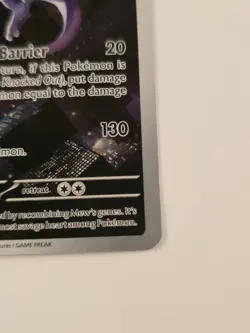 Barrier 20
turn, if this Pokémon is
Knocked Out), put damage
mon equal to the damage
130
mon.
retreat
d by recombining Mew's genes. It's
most savage heart among Pokémon.
/ GAME FREAK